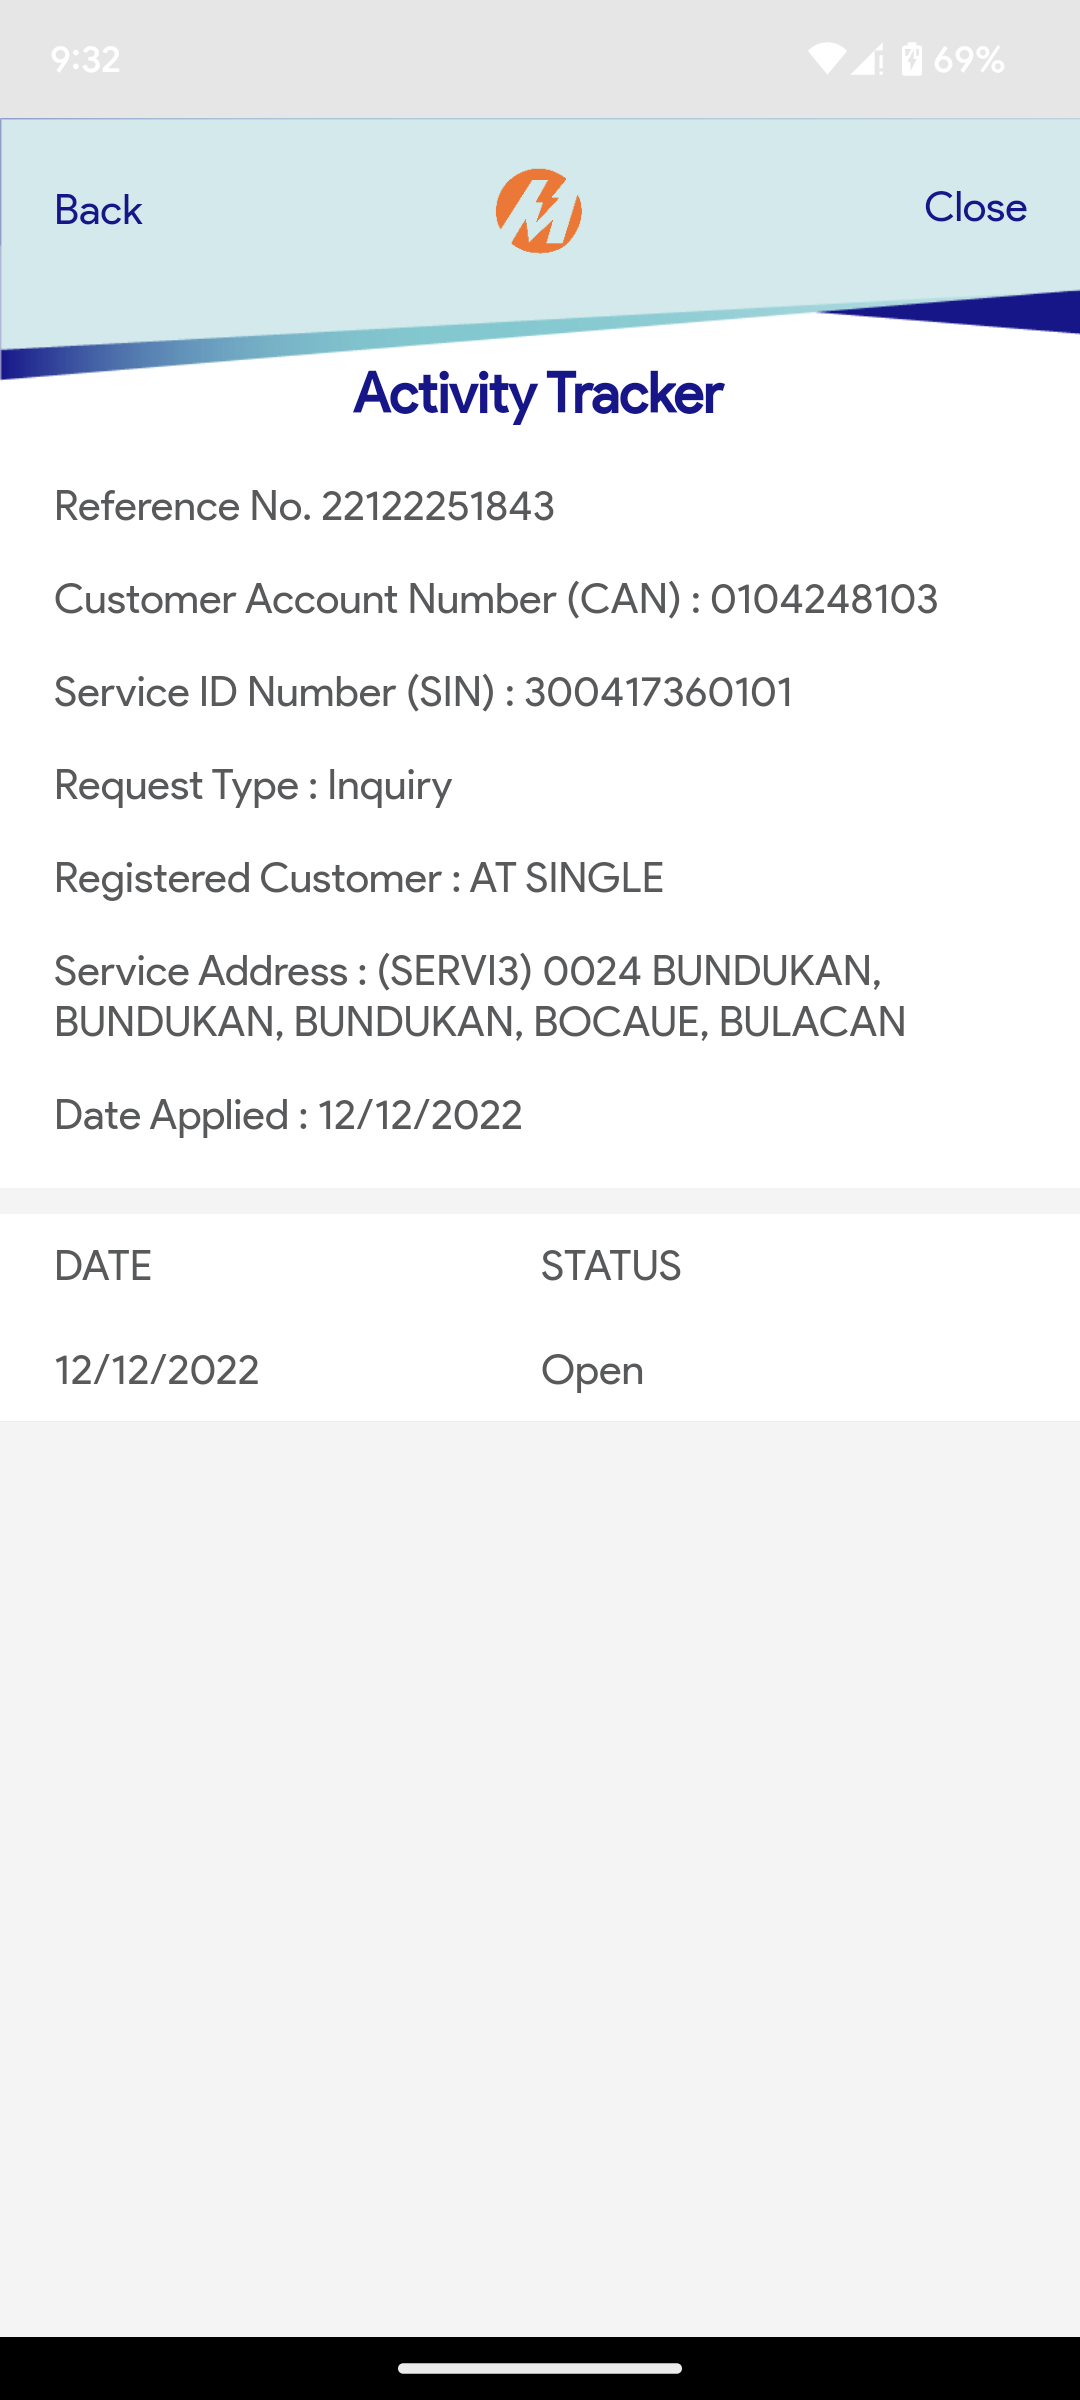 9:32
69%
Back
Close
Activity Tracker
Reference No. 22122251843
Customer Account Number (CAN) : 0104248103
Service ID Number (SIN) : 300417360101
Request Type : Inquiry
Registered Customer : AT SINGLE
Service Address : (SERVI3) 0024 BUNDUKAN,
BUNDUKAN, BUNDUKAN, BOCAUE, BULACAN
Date Applied : 12/12/2022
DATE STATUS
12/12/2022 Open